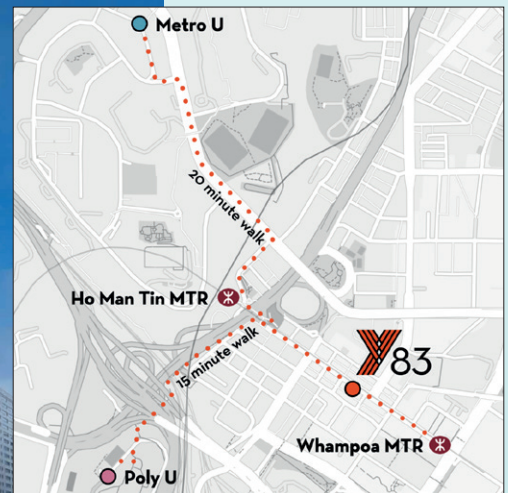 Metro U
20 minute walk
Ho Man Tin MTR
15 minute walk
Y83
Whampoa MTR
Poly U